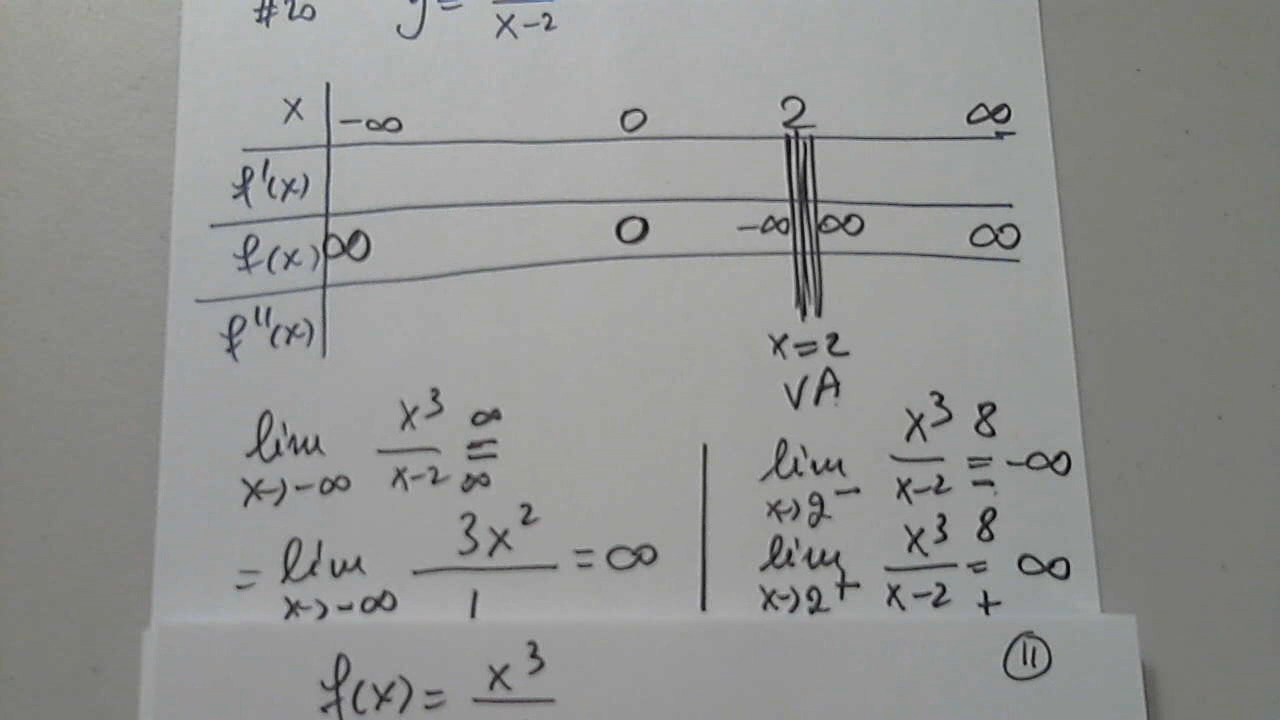 #20 y = x-2
x -∞ 0 2 ∞
f'(x)
f(x) ∞ 0 -∞ ∞ ∞
f''(x)
x=2
VA
lim x→-∞ x³/x-2 = ∞/∞
= lim x→-∞ 3x²/1 = ∞
lim x→2⁻ x³/x-2 = 8/- = -∞
lim x→2⁺ x³/x-2 = 8/+ ∞
f(x) = x³
11